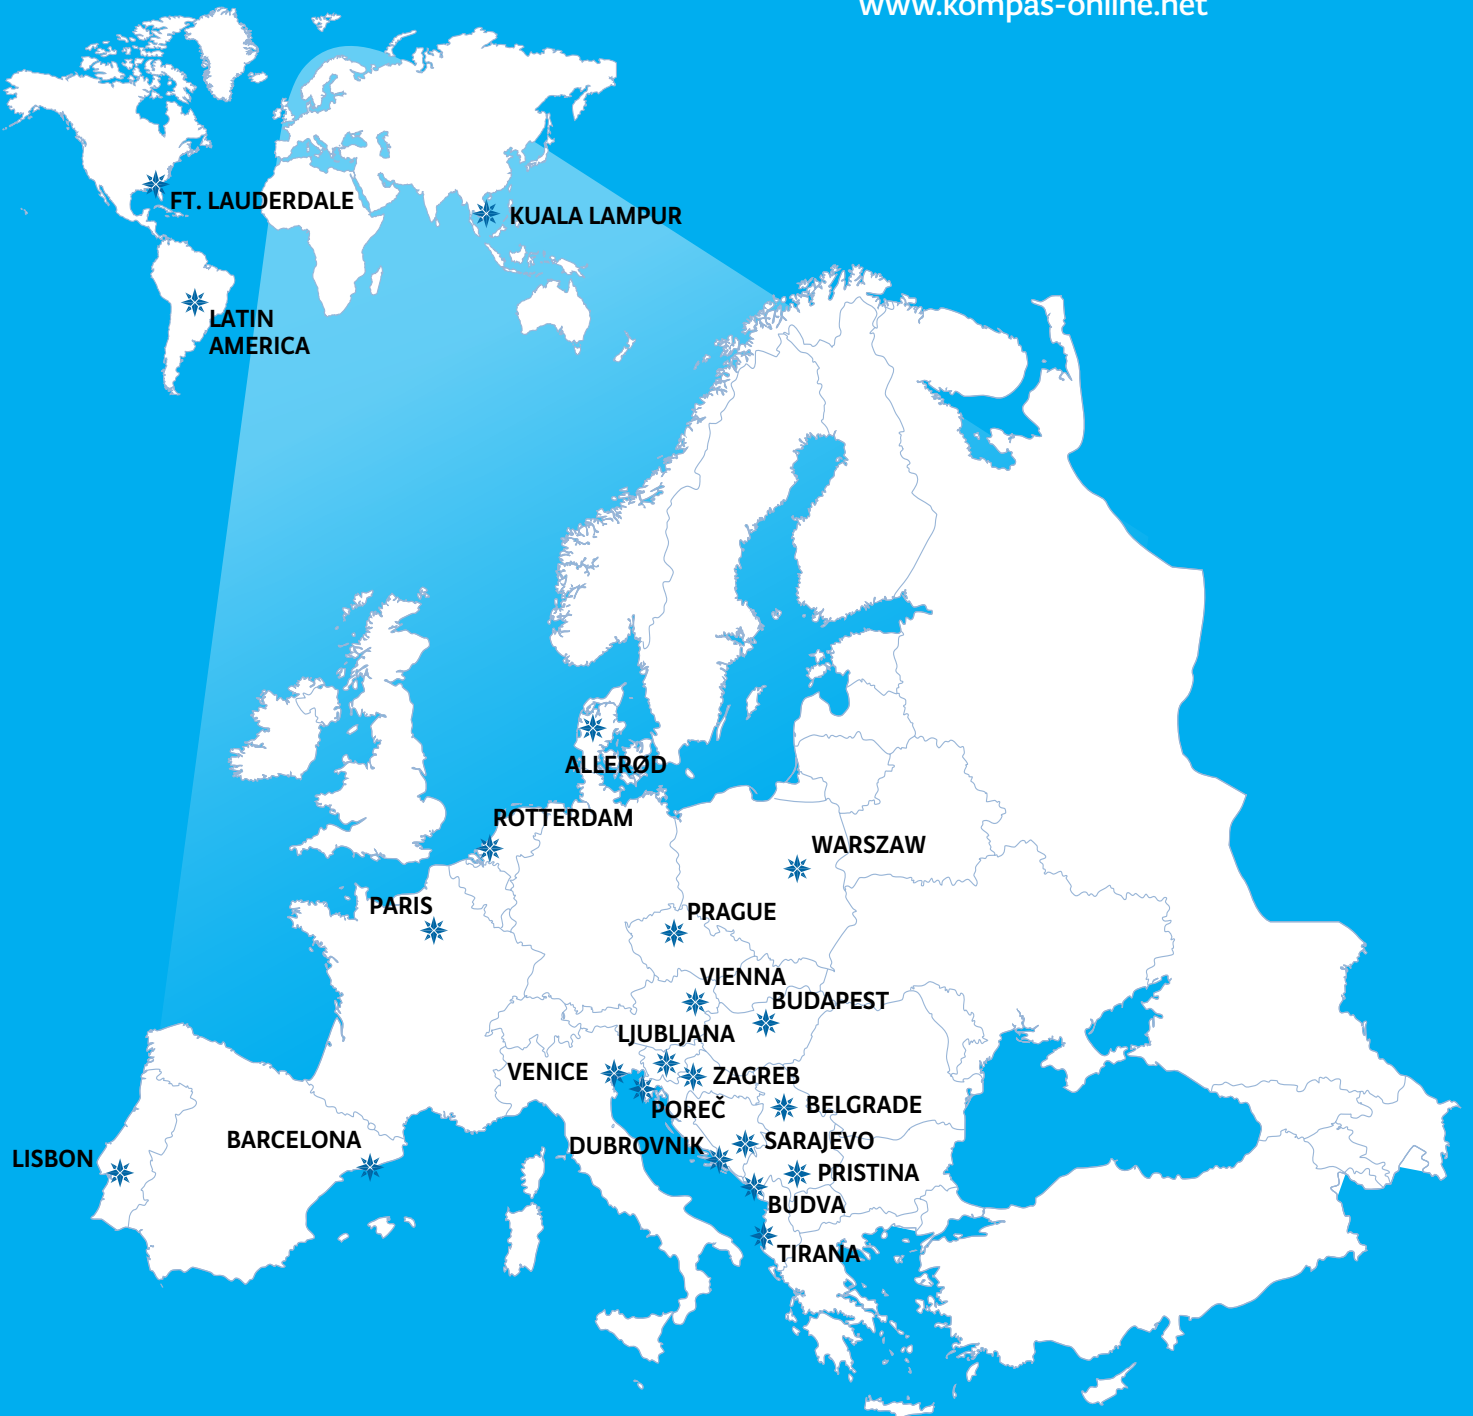 www.kompas-online.net
FT. LAUDERDALE
KUALA LAMPUR
LATIN
AMERICA
ALLERØD
ROTTERDAM
WARSZAW
PARIS
PRAGUE
VIENNA
BUDAPEST
LJUBLJANA
VENICE
ZAGREB
POREČ
BELGRADE
BARCELONA
DUBROVNIK
SARAJEVO
LISBON
PRISTINA
BUDVA
TIRANA